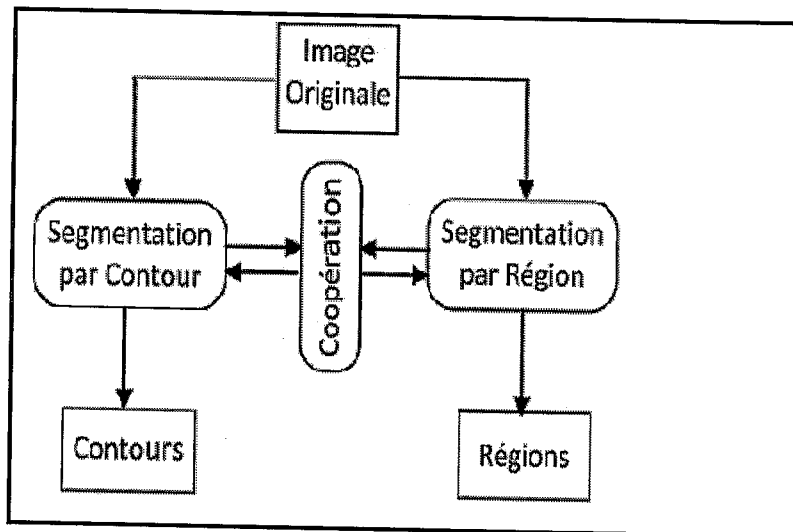 Image
Originale
Segmentation
par Contour
Coopération
Segmentation
par Région
Contours
Régions